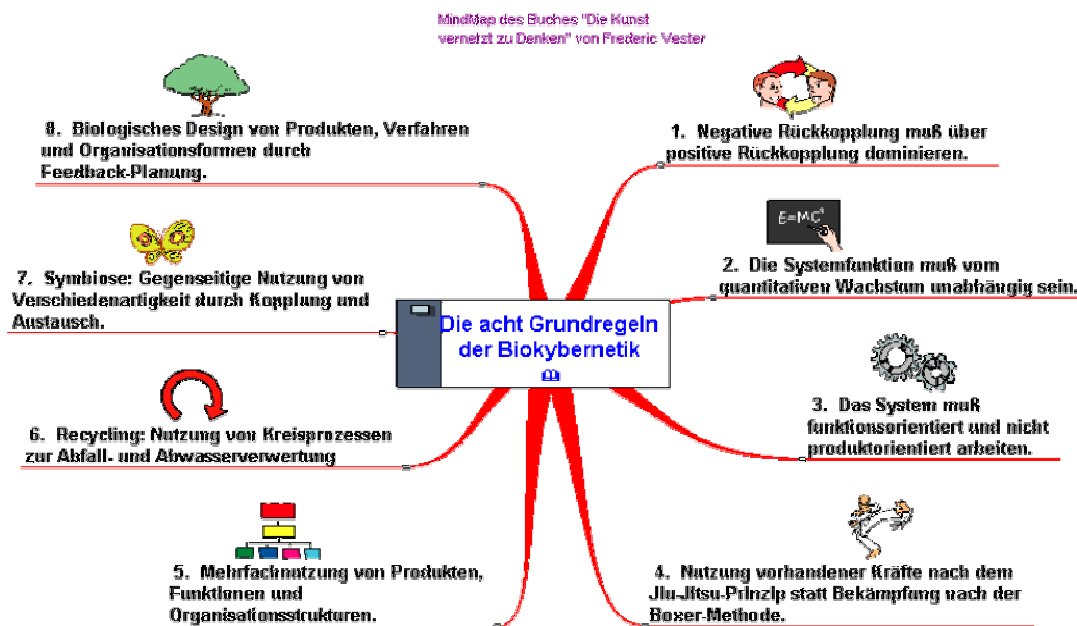 MindMap des Buches "Die Kunst
vernetzt zu Denken" von Frederic Vester
Die acht Grundregeln
der Biokybernetik
1. Negative Rückkopplung muß über
positive Rückkopplung dominieren.
E=MC²
2. Die Systemfunktion muß vom
quantitativen Wachstum unabhängig sein.
3. Das System muß
funktionsorientiert und nicht
produktorientiert arbeiten.
4. Nutzung vorhandener Kräfte nach dem
Jiu-Jitsu-Prinzip statt Bekämpfung nach der
Boxer-Methode.
5. Mehrfachnutzung von Produkten,
Funktionen und
Organisationsstrukturen.
6. Recycling: Nutzung von Kreisprozessen
zur Abfall- und Abwasserverwertung
7. Symbiose: Gegenseitige Nutzung von
Verschiedenartigkeit durch Kopplung und
Austausch.
8. Biologisches Design von Produkten, Verfahren
und Organisationsformen durch
Feedback-Planung.